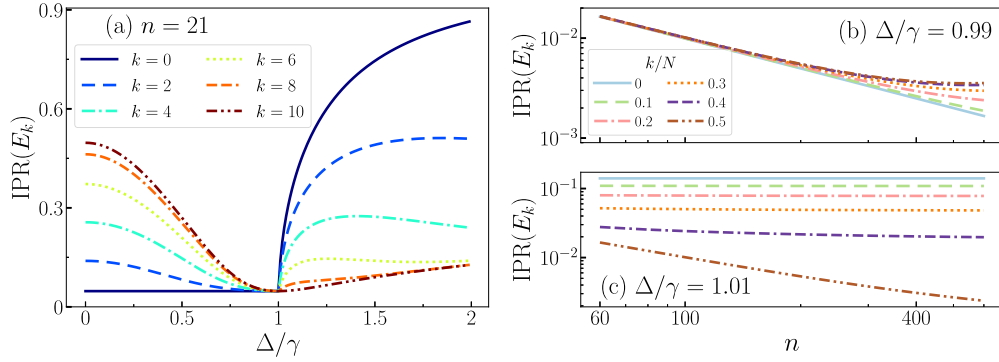 (a) n = 21
k = 0
k = 2
k = 4
k = 6
k = 8
k = 10
IPR(E_k)
0.9
0.6
0.3
0
0
0.5
1
1.5
2
Δ/γ
(b) Δ/γ = 0.99
IPR(E_k)
10^{-2}
10^{-3}
k/N
0
0.1
0.2
0.3
0.4
0.5
IPR(E_k)
10^{-1}
10^{-2}
(c) Δ/γ = 1.01
60
100
400
n